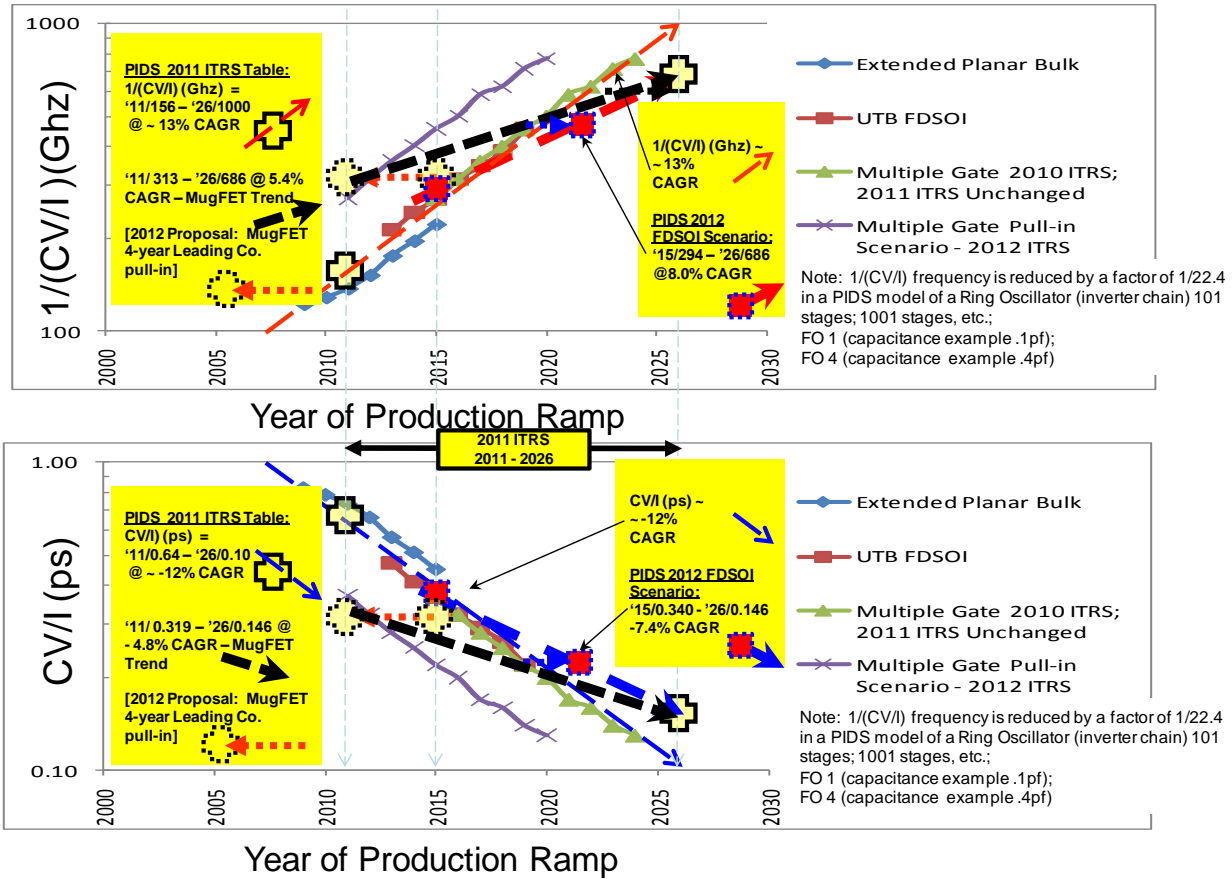 1000
100
1/(CV/I)(Ghz)
PIDS 2011 ITRS Table:
1/(CV/I) (Ghz) =
‘11/156 – ‘26/1000
@ ~ 13% CAGR
‘11/ 313 – ’26/686 @ 5.4%
CAGR – MugFET Trend
[2012 Proposal: MugFET
4-year Leading Co.
pull-in]
1/(CV/I) (Ghz) ~
~ 13%
CAGR
PIDS 2012
FDSOI Scenario:
‘15/294 – ’26/686
@8.0% CAGR
Extended Planar Bulk
UTB FDSOI
Multiple Gate 2010 ITRS;
2011 ITRS Unchanged
Multiple Gate Pull-in
Scenario - 2012 ITRS
Note: 1/(CV/I) frequency is reduced by a factor of 1/22.4
in a PIDS model of a Ring Oscillator (inverter chain) 101
stages; 1001 stages, etc.;
FO 1 (capacitance example .1pf);
FO 4 (capacitance example .4pf)
2000
2005
2010
2015
2020
2025
2030
Year of Production Ramp
2011 ITRS
2011 - 2026
1.00
0.10
CV/I (ps)
PIDS 2011 ITRS Table:
CV/I) (ps) =
‘11/0.64 – ‘26/0.10
@ ~ -12% CAGR
‘11/ 0.319 – ’26/0.146 @
- 4.8% CAGR – MugFET
Trend
[2012 Proposal: MugFET
4-year Leading Co.
pull-in]
CV/I (ps) ~
~ -12%
CAGR
PIDS 2012 FDSOI
Scenario:
‘15/0.340 - ’26/0.146
-7.4% CAGR
Extended Planar Bulk
UTB FDSOI
Multiple Gate 2010 ITRS;
2011 ITRS Unchanged
Multiple Gate Pull-in
Scenario - 2012 ITRS
Note: 1/(CV/I) frequency is reduced by a factor of 1/22.4
in a PIDS model of a Ring Oscillator (inverter chain) 101
stages; 1001 stages, etc.;
FO 1 (capacitance example .1pf);
FO 4 (capacitance example .4pf)
2000
2005
2010
2015
2020
2025
2030
Year of Production Ramp